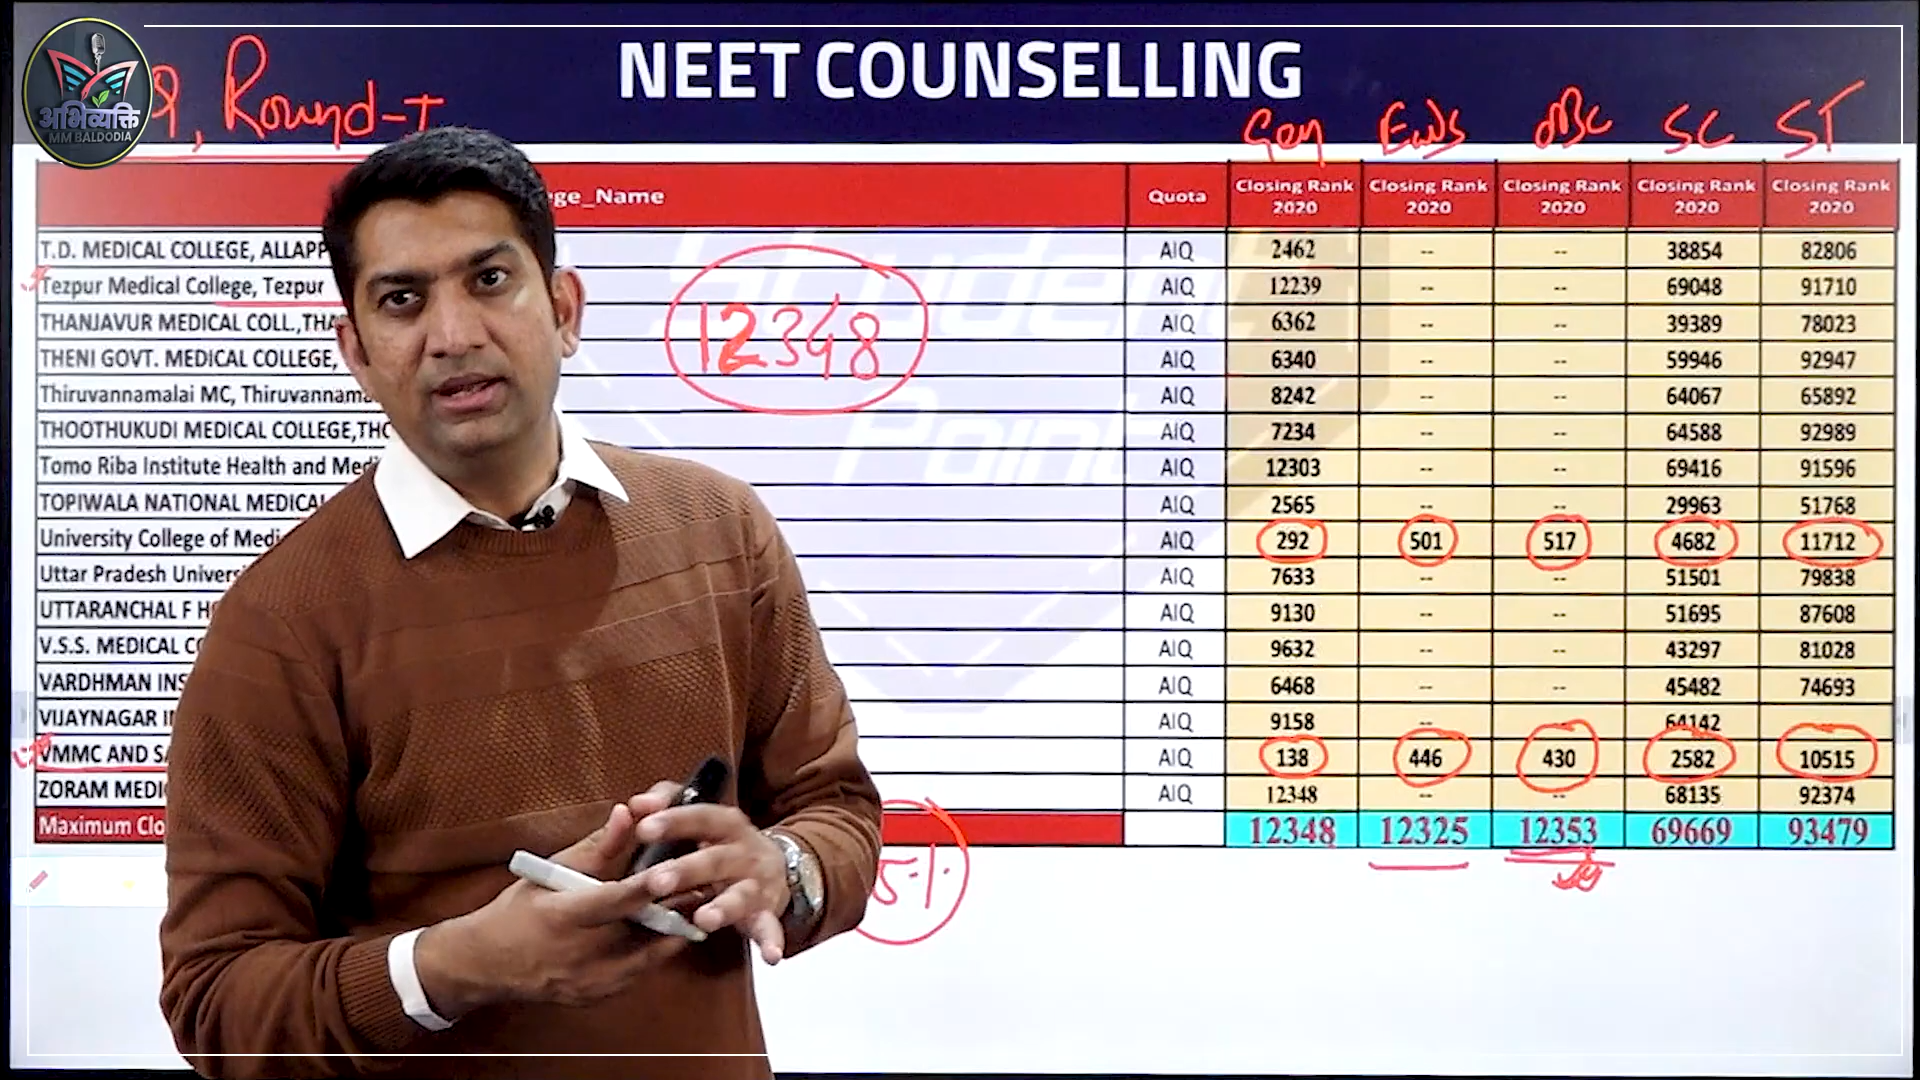 NEET COUNSELLING
अभिव्यक्ति
MM BALDODIA
Q, Round-I
Gen EWS OBC SC ST
ge_Name Quota Closing Rank 2020 Closing Rank 2020 Closing Rank 2020 Closing Rank 2020 Closing Rank 2020
T.D. MEDICAL COLLEGE, ALLAPP AIQ 2462 -- -- 38854 82806
Tezpur Medical College, Tezpur AIQ 12239 -- -- 69048 91710
THANJAVUR MEDICAL COLL.,THA AIQ 6362 -- -- 39389 78023
12348
THENI GOVT. MEDICAL COLLEGE, AIQ 6340 -- -- 59946 92947
Thiruvannamalai MC, Thiruvannama AIQ 8242 -- -- 64067 65892
THOOTHUKUDI MEDICAL COLLEGE,THO AIQ 7234 -- -- 64588 92989
Tomo Riba Institute Health and Medi AIQ 12303 -- -- 69416 91596
TOPIWALA NATIONAL MEDICAL AIQ 2565 -- -- 29963 51768
University College of Medi AIQ 292 501 517 4682 11712
Uttar Pradesh Universi AIQ 7633 -- -- 51501 79838
UTTARANCHAL F H AIQ 9130 -- -- 51695 87608
V.S.S. MEDICAL C AIQ 9632 -- -- 43297 81028
VARDHMAN INS AIQ 6468 -- -- 45482 74693
VIJAYNAGAR I AIQ 9158 -- -- 64142
VMMC AND SA AIQ 138 446 430 2582 10515
ZORAM MEDI AIQ 12348 -- -- 68135 92374
Maximum Clo 12348 12325 12353 69669 93479
5%
Student
Point